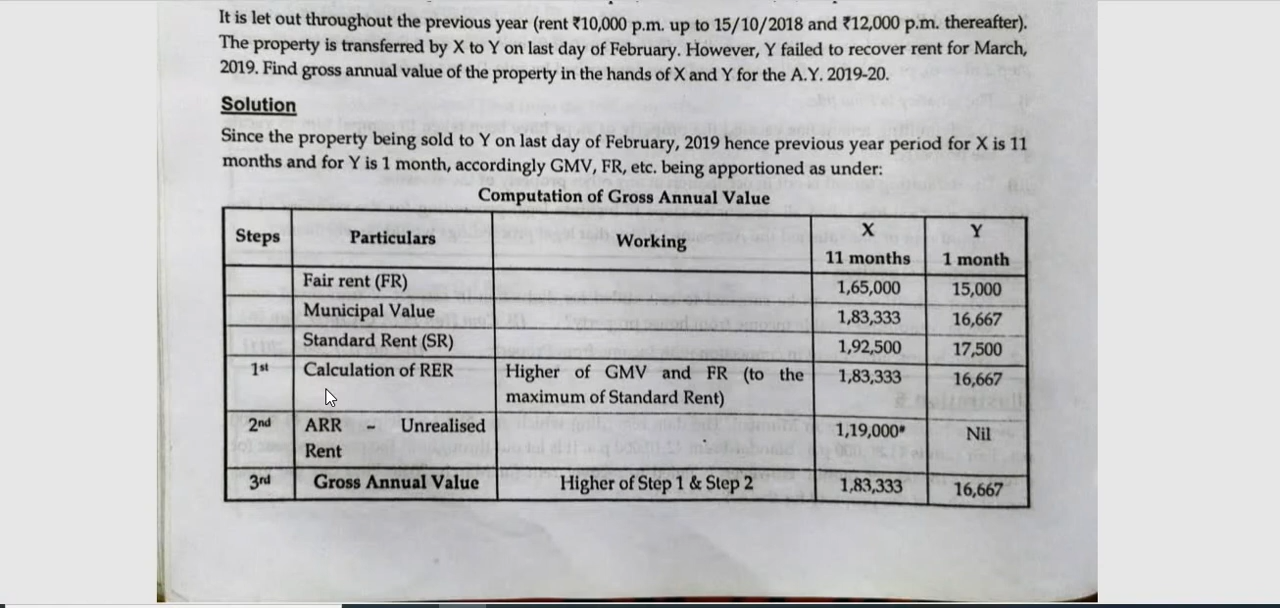 It is let out throughout the previous year (rent ₹10,000 p.m. up to 15/10/2018 and ₹12,000 p.m. thereafter).
The property is transferred by X to Y on last day of February. However, Y failed to recover rent for March,
2019. Find gross annual value of the property in the hands of X and Y for the A.Y. 2019-20.
Solution
Since the property being sold to Y on last day of February, 2019 hence previous year period for X is 11
months and for Y is 1 month, accordingly GMV, FR, etc. being apportioned as under:
Computation of Gross Annual Value
Steps Particulars Working X Y
11 months 1 month
Fair rent (FR) 1,65,000 15,000
Municipal Value 1,83,333 16,667
Standard Rent (SR) 1,92,500 17,500
1st Calculation of RER Higher of GMV and FR (to the 1,83,333 16,667
maximum of Standard Rent)
2nd ARR - Unrealised 1,19,000* Nil
Rent
3rd Gross Annual Value Higher of Step 1 & Step 2 1,83,333 16,667